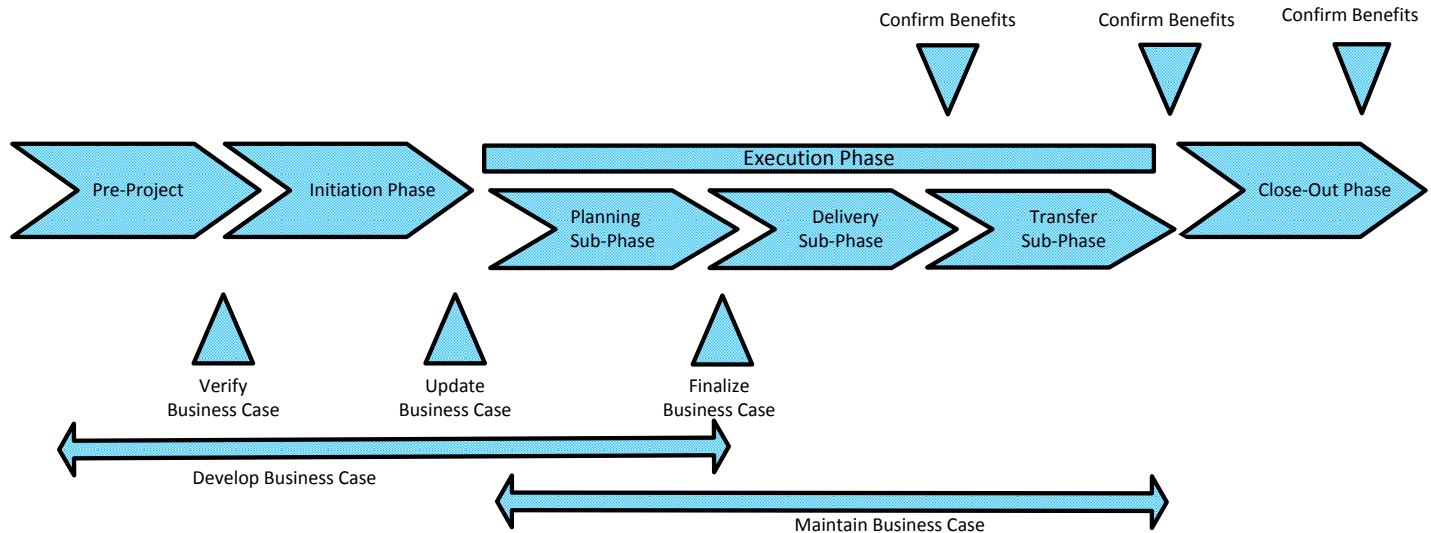 Confirm Benefits
Confirm Benefits
Confirm Benefits
Execution Phase
Pre-Project
Initiation Phase
Close-Out Phase
Planning
Sub-Phase
Delivery
Sub-Phase
Transfer
Sub-Phase
Verify
Business Case
Update
Business Case
Finalize
Business Case
Develop Business Case
Maintain Business Case